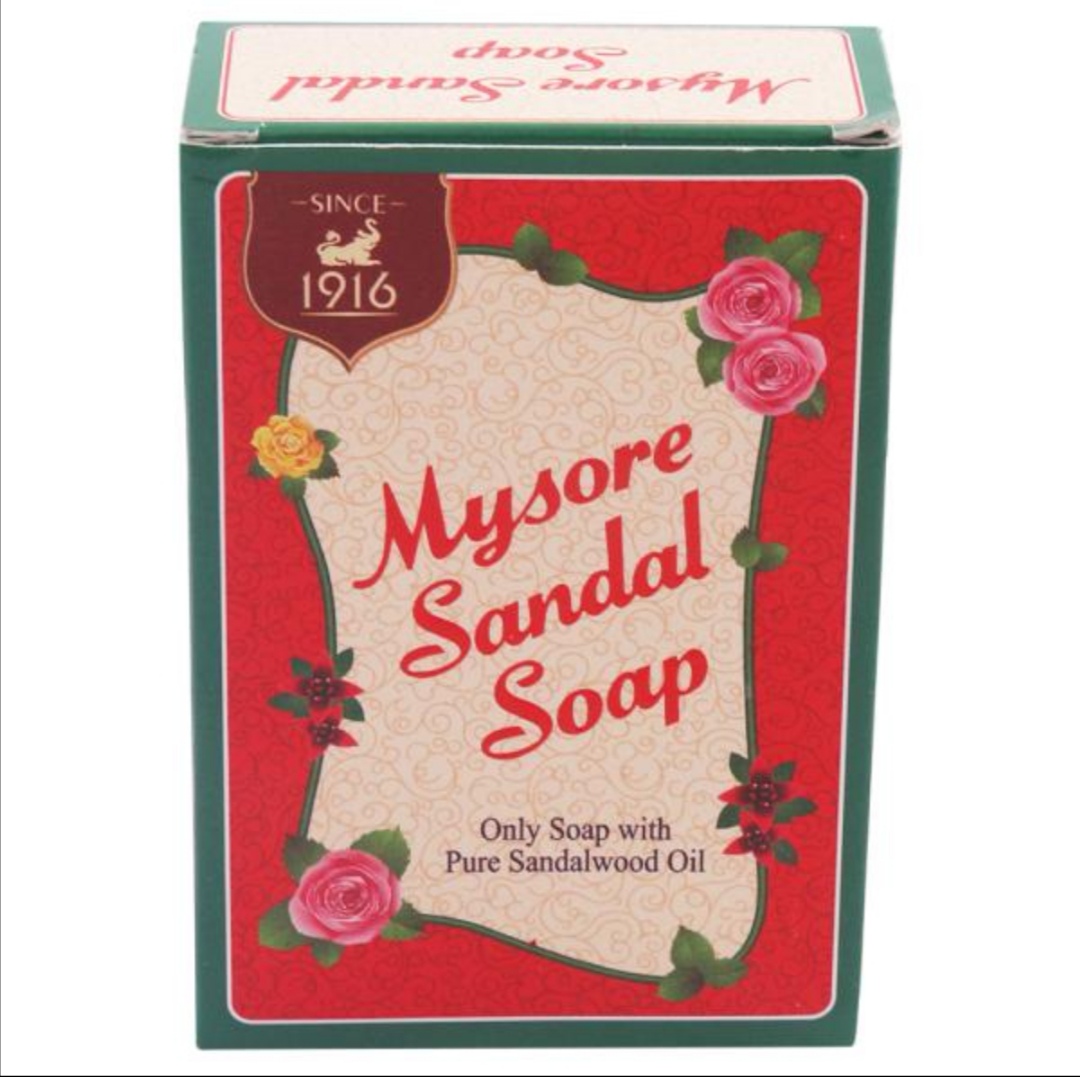 Mysore Sandal
Soap
-SINCE-
1916
Mysore
Sandal
Soap
Only Soap with
Pure Sandalwood Oil